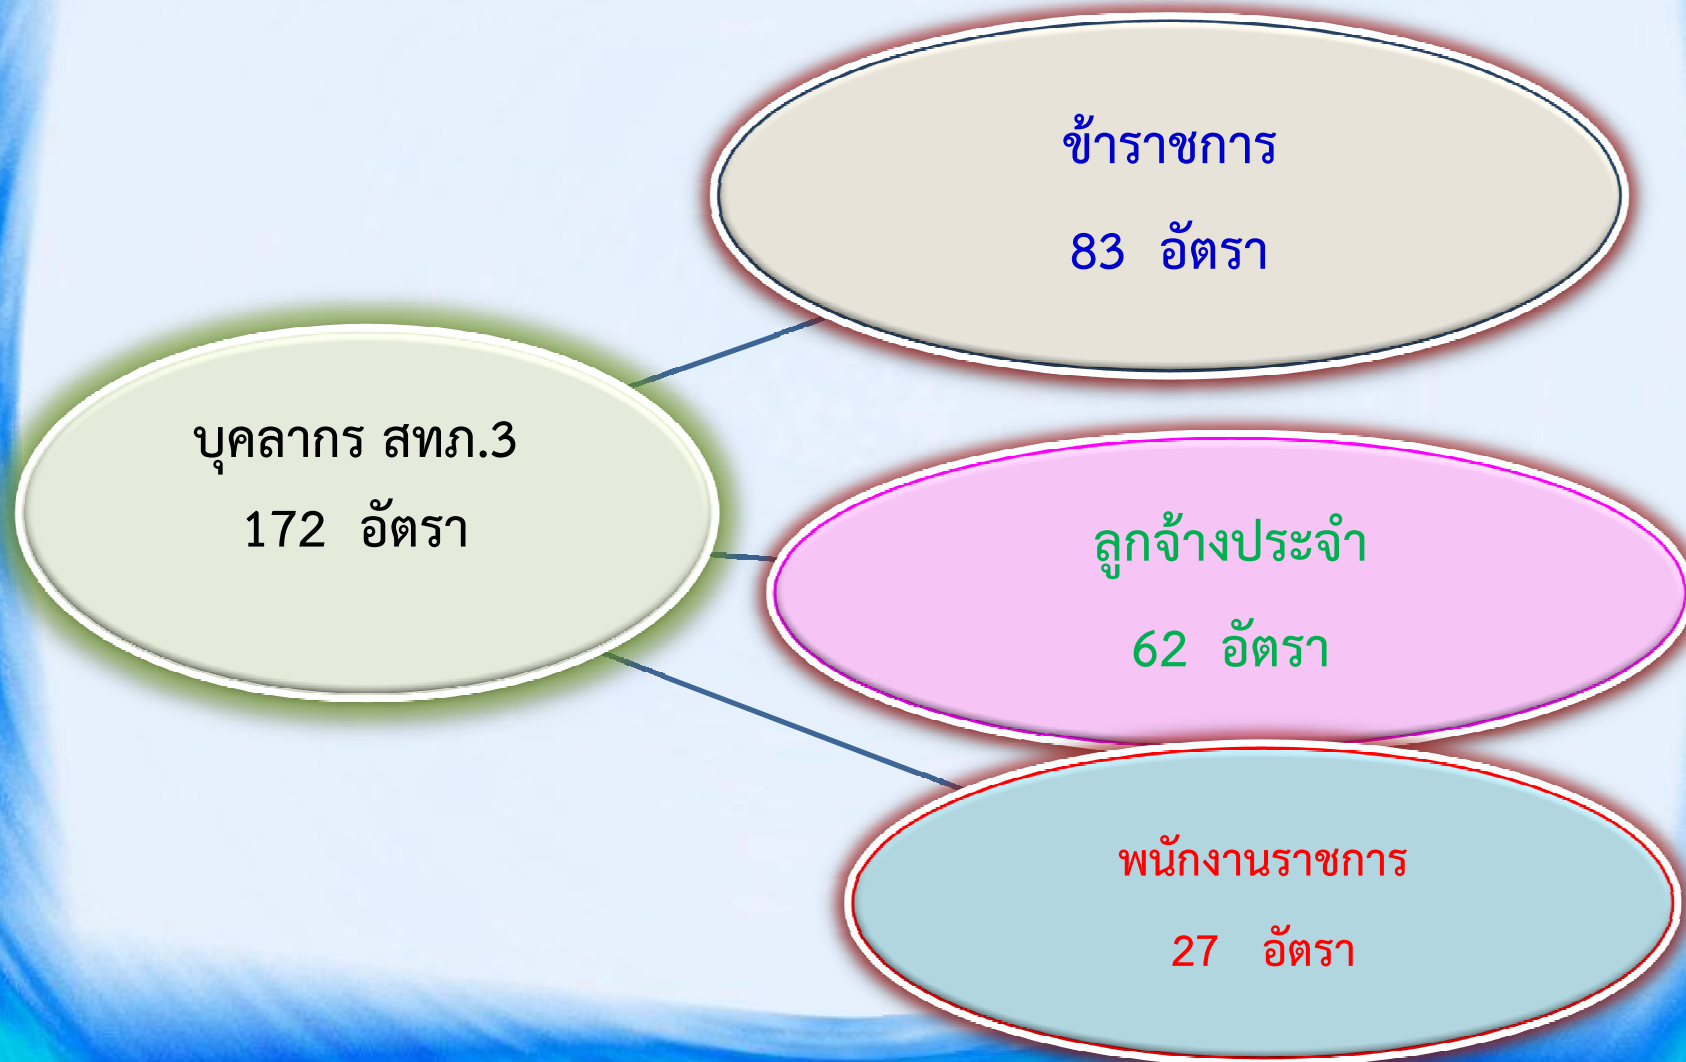 ข้าราชการ
83 อัตรา
บุคลากร สทภ.3
172 อัตรา
ลูกจ้างประจำ
62 อัตรา
พนักงานราชการ
27 อัตรา